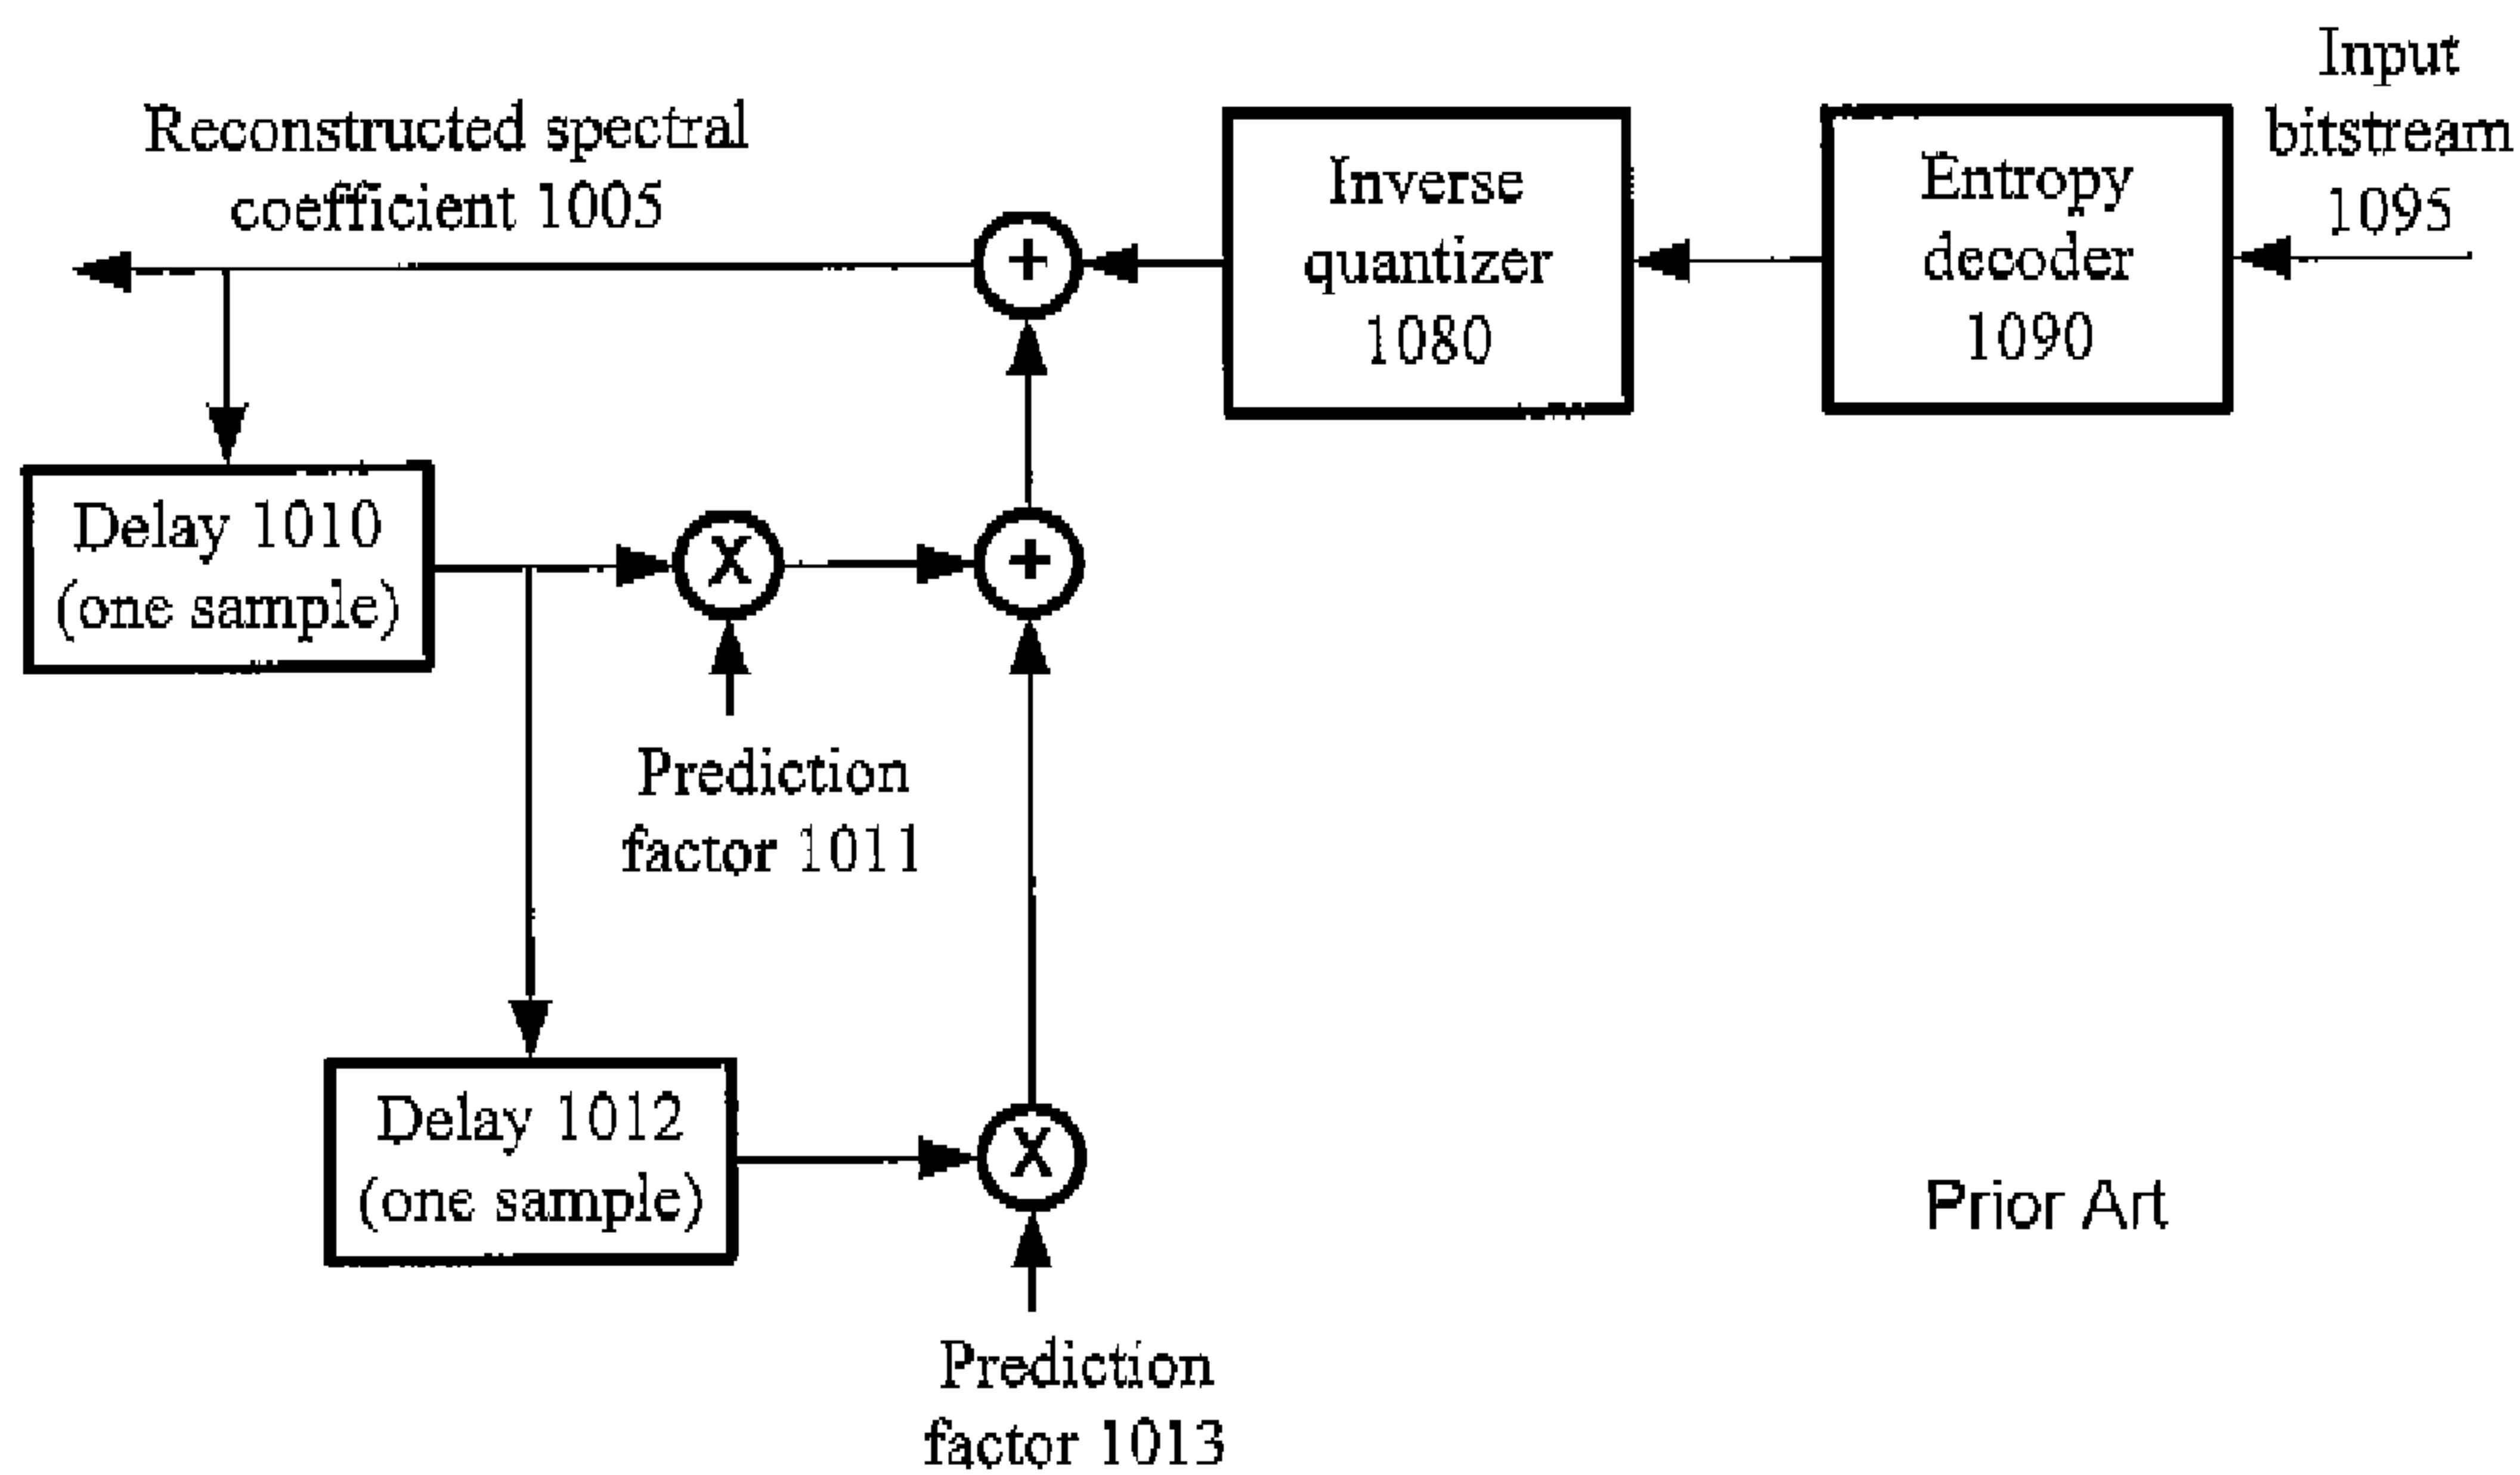 Input
bitstream
1095
Reconstructed spectral
coefficient 1005
+
Inverse
quantizer
1080
Entropy
decoder
1090
Delay 1010
(one sample)
X
+
Prediction
factor 1011
Delay 1012
(one sample)
X
Prior Art
Prediction
factor 1013